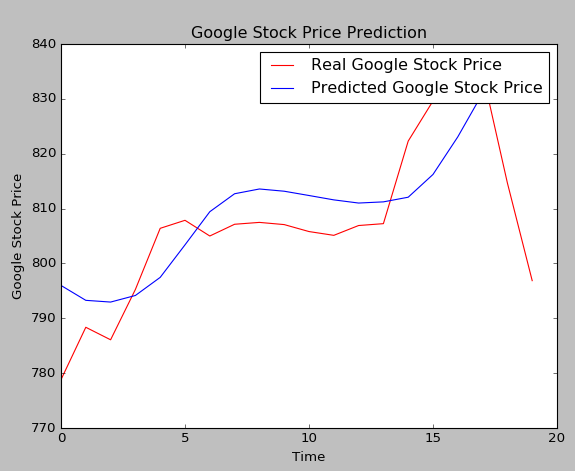 Google Stock Price Prediction
840
830
820
810
800
790
780
770
Google Stock Price
Real Google Stock Price
Predicted Google Stock Price
0 5 10 15 20
Time